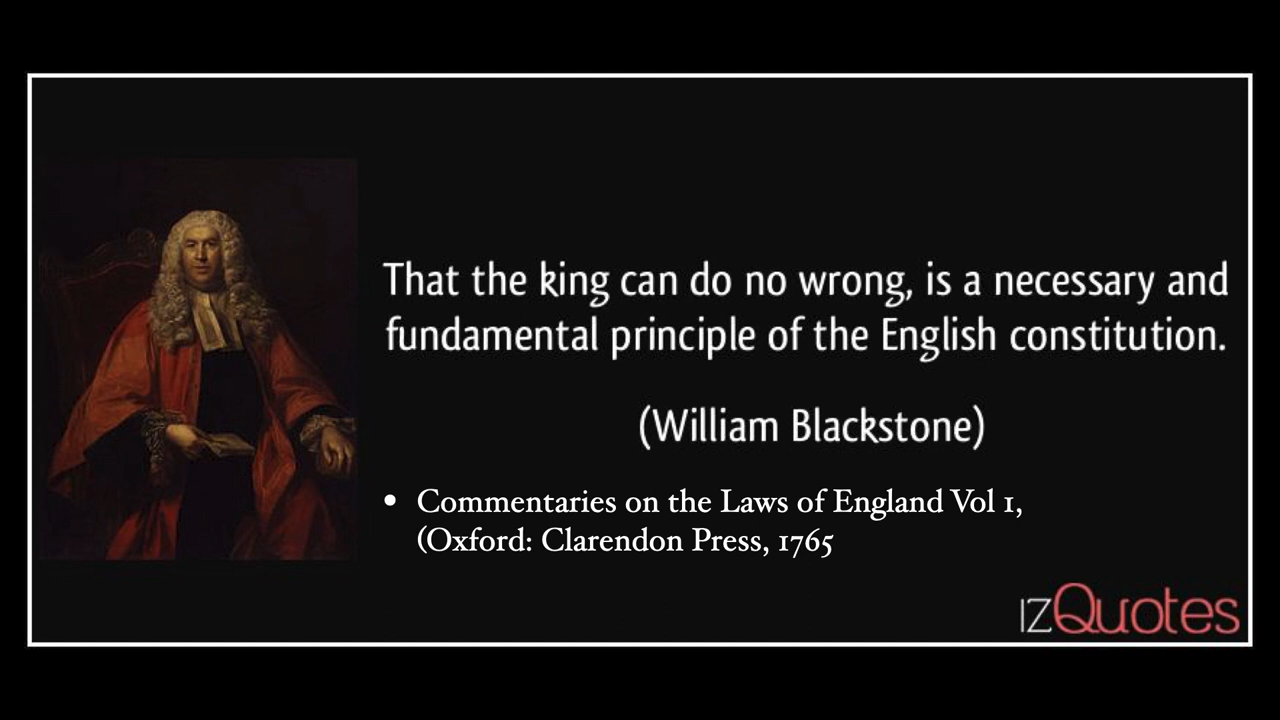 That the king can do no wrong, is a necessary and
fundamental principle of the English constitution.
(William Blackstone)
• Commentaries on the Laws of England Vol 1,
(Oxford: Clarendon Press, 1765
IZQuotes